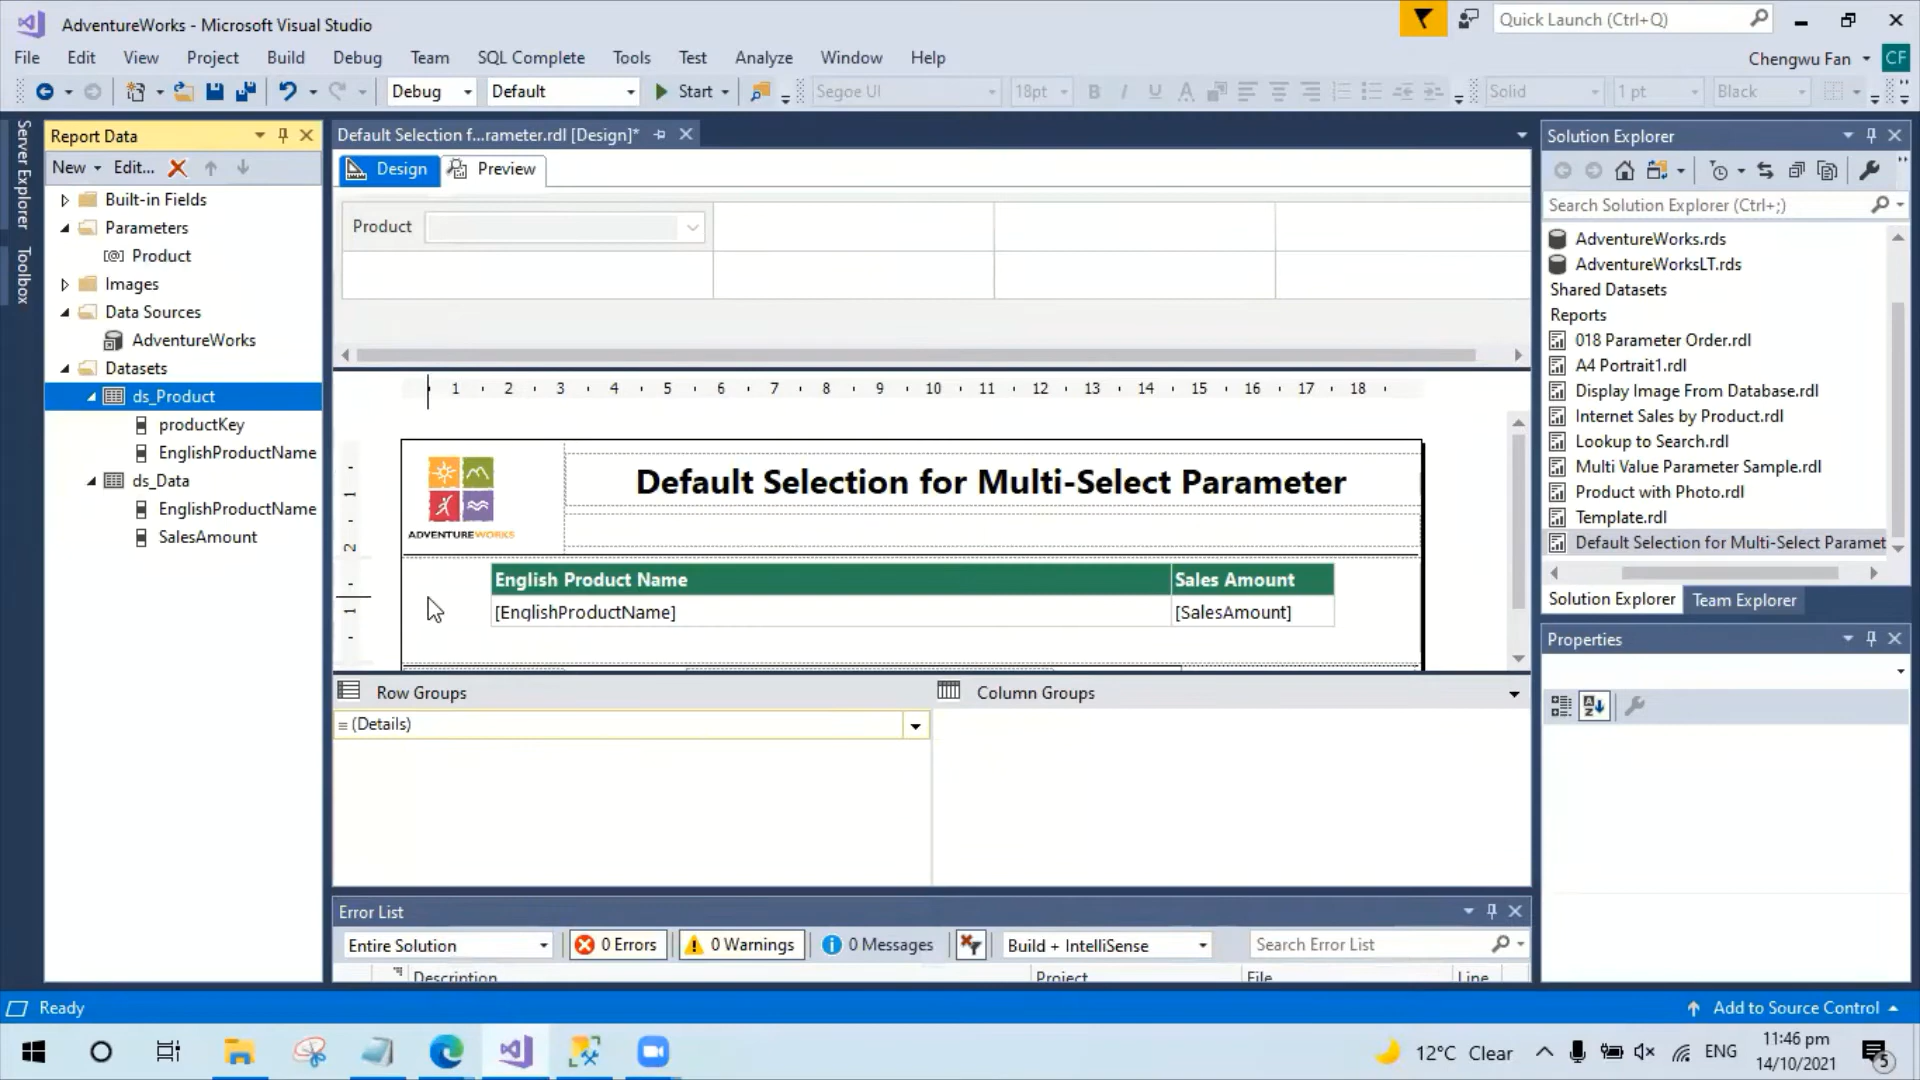 AdventureWorks - Microsoft Visual Studio
Quick Launch (Ctrl+Q)
File Edit View Project Build Debug Team SQL Complete Tools Test Analyze Window Help
Chengwu Fan CF
Debug Default Start Segoe UI 18pt B I U A Solid 1 pt Black
Server Explorer
Toolbox
Report Data
New Edit...
Built-in Fields
Parameters
[@] Product
Images
Data Sources
AdventureWorks
Datasets
ds_Product
productKey
EnglishProductName
ds_Data
EnglishProductName
SalesAmount
Default Selection f...rameter.rdl [Design]*
Design Preview
Product
1 2 3 4 5 6 7 8 9 10 11 12 13 14 15 16 17 18
1
2
1
ADVENTUREWORKS
Default Selection for Multi-Select Parameter
English Product Name Sales Amount
[EnglishProductName] [SalesAmount]
Row Groups Column Groups
(Details)
Error List
Entire Solution 0 Errors 0 Warnings 0 Messages Build + IntelliSense Search Error List
Description Project File Line
Solution Explorer
Search Solution Explorer (Ctrl+;)
AdventureWorks.rds
AdventureWorksLT.rds
Shared Datasets
Reports
018 Parameter Order.rdl
A4 Portrait1.rdl
Display Image From Database.rdl
Internet Sales by Product.rdl
Lookup to Search.rdl
Multi Value Parameter Sample.rdl
Product with Photo.rdl
Template.rdl
Default Selection for Multi-Select Paramet
Solution Explorer Team Explorer
Properties
Ready
Add to Source Control
12°C Clear ENG
11:46 pm
14/10/2021
5